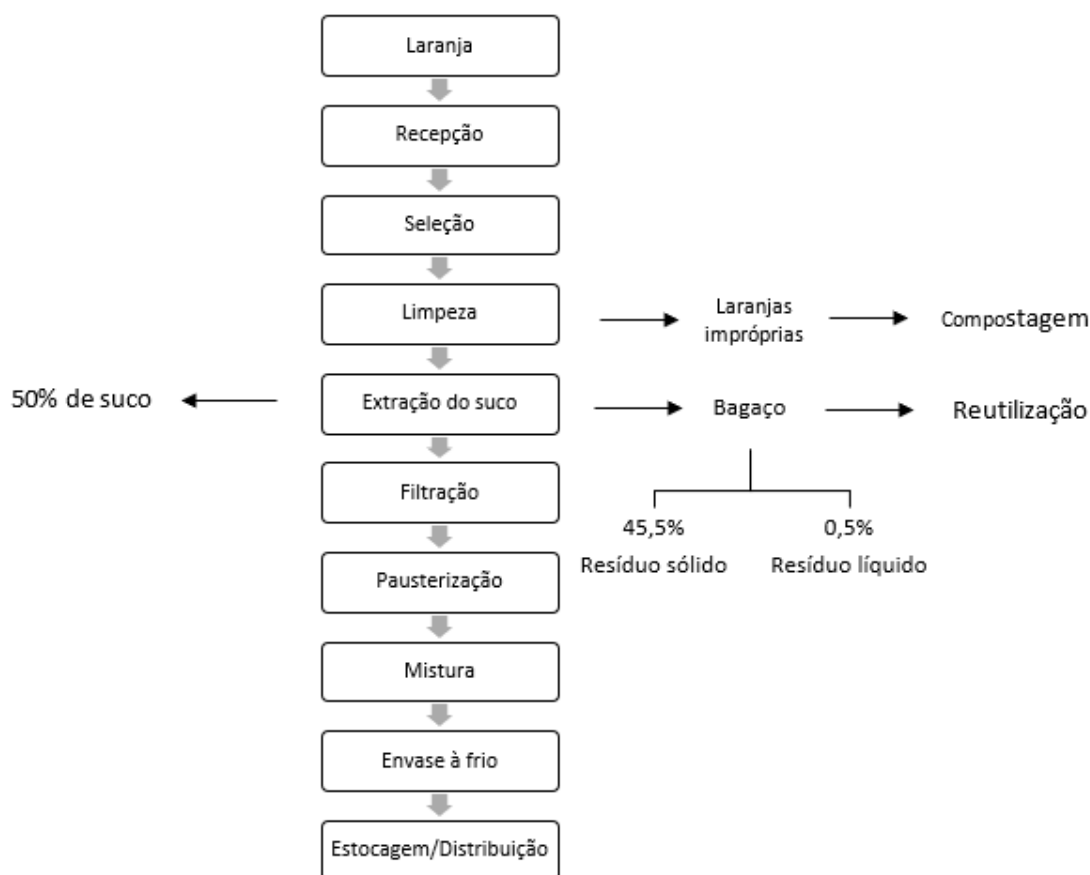 Laranja
Recepção
Seleção
Limpeza
Laranjas
impróprias
Compostagem
50% de suco
Extração do suco
Bagaço
Reutilização
Filtração
45,5%
0,5%
Resíduo sólido
Resíduo líquido
Pausterização
Mistura
Envase à frio
Estocagem/Distribuição